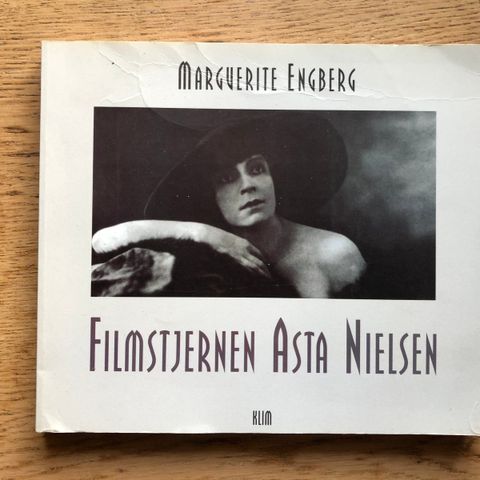 MARGUERITE ENGBERG
FILMSTJERNEN ASTA NIELSEN
KLIM